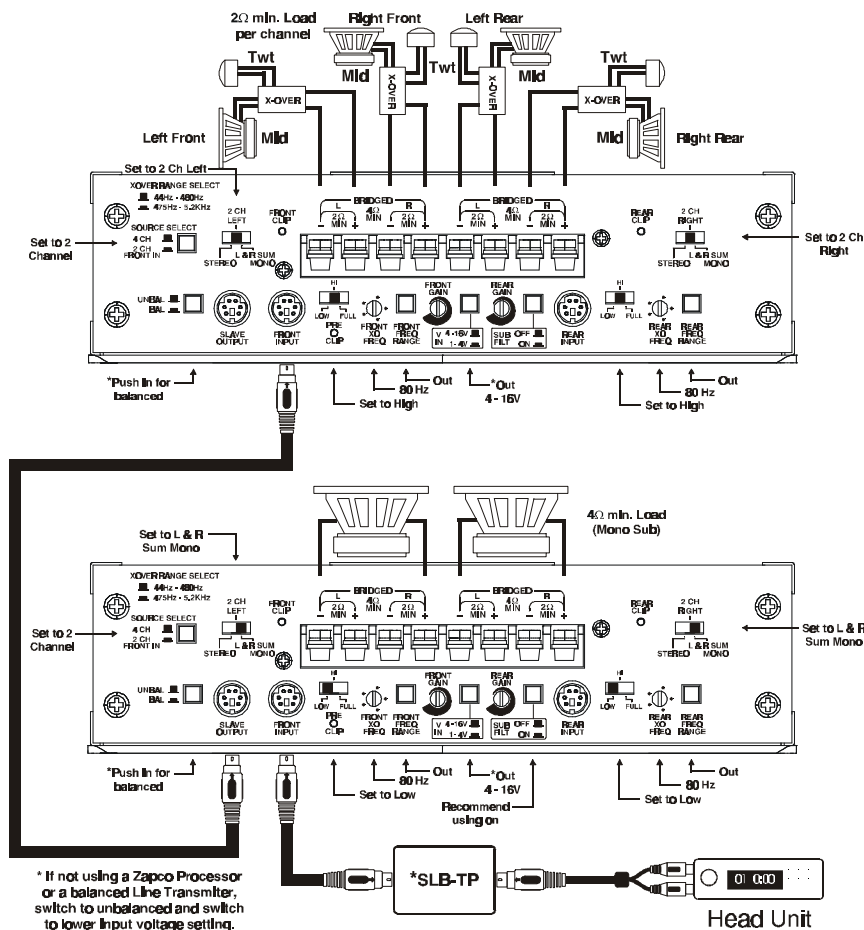 2Ω min. Load
per channel
Right Front
Left Rear
Twt
Mid
Twt
Mid
Twt
X-OVER
X-OVER
X-OVER
X-OVER
Left Front
Mid
Mid
Right Rear
Set to 2 Ch Left
XOVER RANGE SELECT
44Hz - 480Hz
475Hz - 5.2KHz
2 CH
LEFT
FRONT
CLIP
BRIDGED
L 4Ω R
2Ω MIN 2Ω
MIN MIN
BRIDGED
L 4Ω R
2Ω MIN 2Ω
MIN MIN
REAR
CLIP
2 CH
RIGHT
Set to 2
Channel
SOURCE SELECT
4 CH
2 CH
FRONT IN
L & R SUM
STEREO MONO
L & R SUM
STEREO MONO
Set to 2 Ch
Right
UNBAL
BAL
SLAVE
OUTPUT
FRONT
INPUT
HI
LOW FULL
PRE
CLIP
FRONT
XO
FREQ
FRONT
FREQ
RANGE
FRONT
GAIN
V
IN
4-16V
1-4V
REAR
GAIN
SUB
FILT
OFF
ON
REAR
INPUT
HI
LOW FULL
REAR
XO
FREQ
REAR
FREQ
RANGE
*Push in for
balanced
Set to High
80 Hz
Out
*Out
4 - 16V
Set to High
80 Hz
Out
4Ω min. Load
(Mono Sub)
Set to L & R
Sum Mono
XOVER RANGE SELECT
44Hz - 480Hz
475Hz - 5.2KHz
2 CH
LEFT
FRONT
CLIP
BRIDGED
L 4Ω R
2Ω MIN 2Ω
MIN MIN
BRIDGED
L 4Ω R
2Ω MIN 2Ω
MIN MIN
REAR
CLIP
2 CH
RIGHT
Set to 2
Channel
SOURCE SELECT
4 CH
2 CH
FRONT IN
L & R SUM
STEREO MONO
L & R SUM
STEREO MONO
Set to L & R
Sum Mono
UNBAL
BAL
SLAVE
OUTPUT
FRONT
INPUT
HI
LOW FULL
PRE
CLIP
FRONT
XO
FREQ
FRONT
FREQ
RANGE
FRONT
GAIN
V
IN
4-16V
1-4V
REAR
GAIN
SUB
FILT
OFF
ON
REAR
INPUT
HI
LOW FULL
REAR
XO
FREQ
REAR
FREQ
RANGE
*Push in for
balanced
Set to Low
80 Hz
Out
*Out
4 - 16V
Recommend
using on
Set to Low
80 Hz
Out
* If not using a Zapco Processor
or a balanced Line Transmiter,
switch to unbalanced and switch
to lower input voltage setting.
*SLB-TP
01 0:00
Head Unit